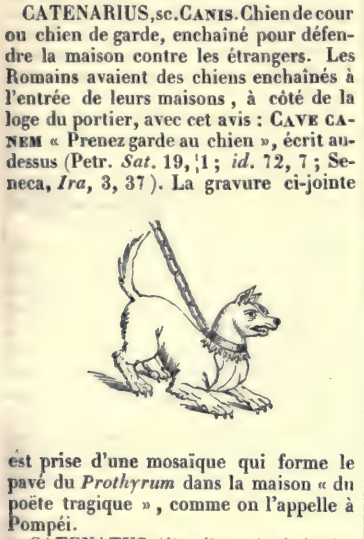 CATENARIUS, sc. CANIS. Chien de cour
ou chien de garde, enchaîné pour défen-
dre la maison contre les étrangers. Les
Romains avaient des chiens enchaînés à
l'entrée de leurs maisons, à côté de la
loge du portier, avec cet avis : CAVE CA-
NEM « Prenez garde au chien », écrit au-
dessus (Petr. Sat. 19, 1 ; id. 72, 7 ; Se-
neca, Ira, 3, 37). La gravure ci-jointe
est prise d'une mosaïque qui forme le
pavé du Prothyrum dans la maison « du
poëte tragique », comme on l'appelle à
Pompéi.